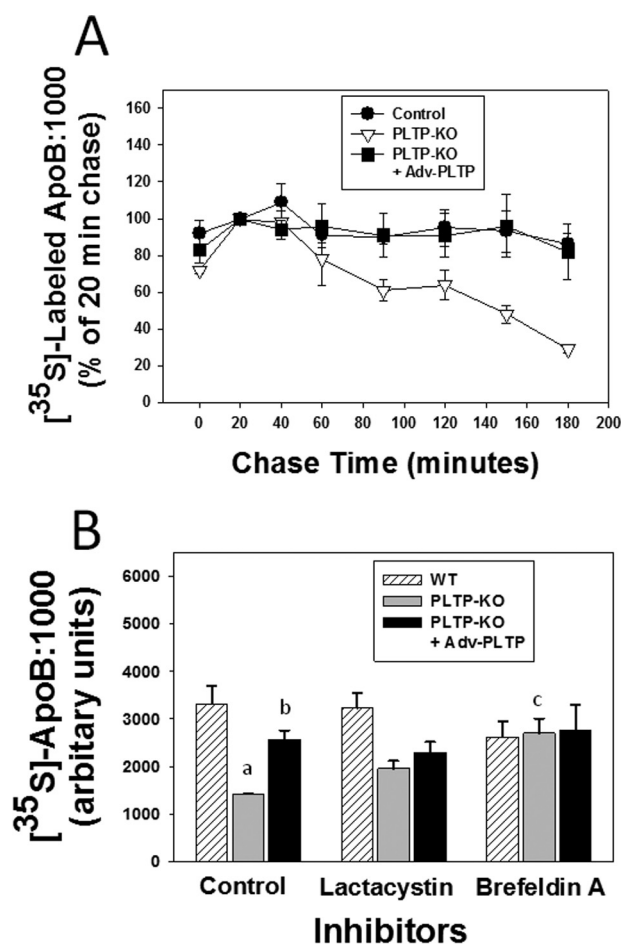 A
[35S]-Labeled ApoB:1000
(% of 20 min chase)
160
140
120
100
80
60
40
20
0
Control
PLTP-KO
PLTP-KO
+ Adv-PLTP
0 20 40 60 80 100 120 140 160 180 200
Chase Time (minutes)
B
[35S]-ApoB:1000
(arbitary units)
6000
5000
4000
3000
2000
1000
0
WT
PLTP-KO
PLTP-KO
+ Adv-PLTP
a
b
c
Control Lactacystin Brefeldin A
Inhibitors